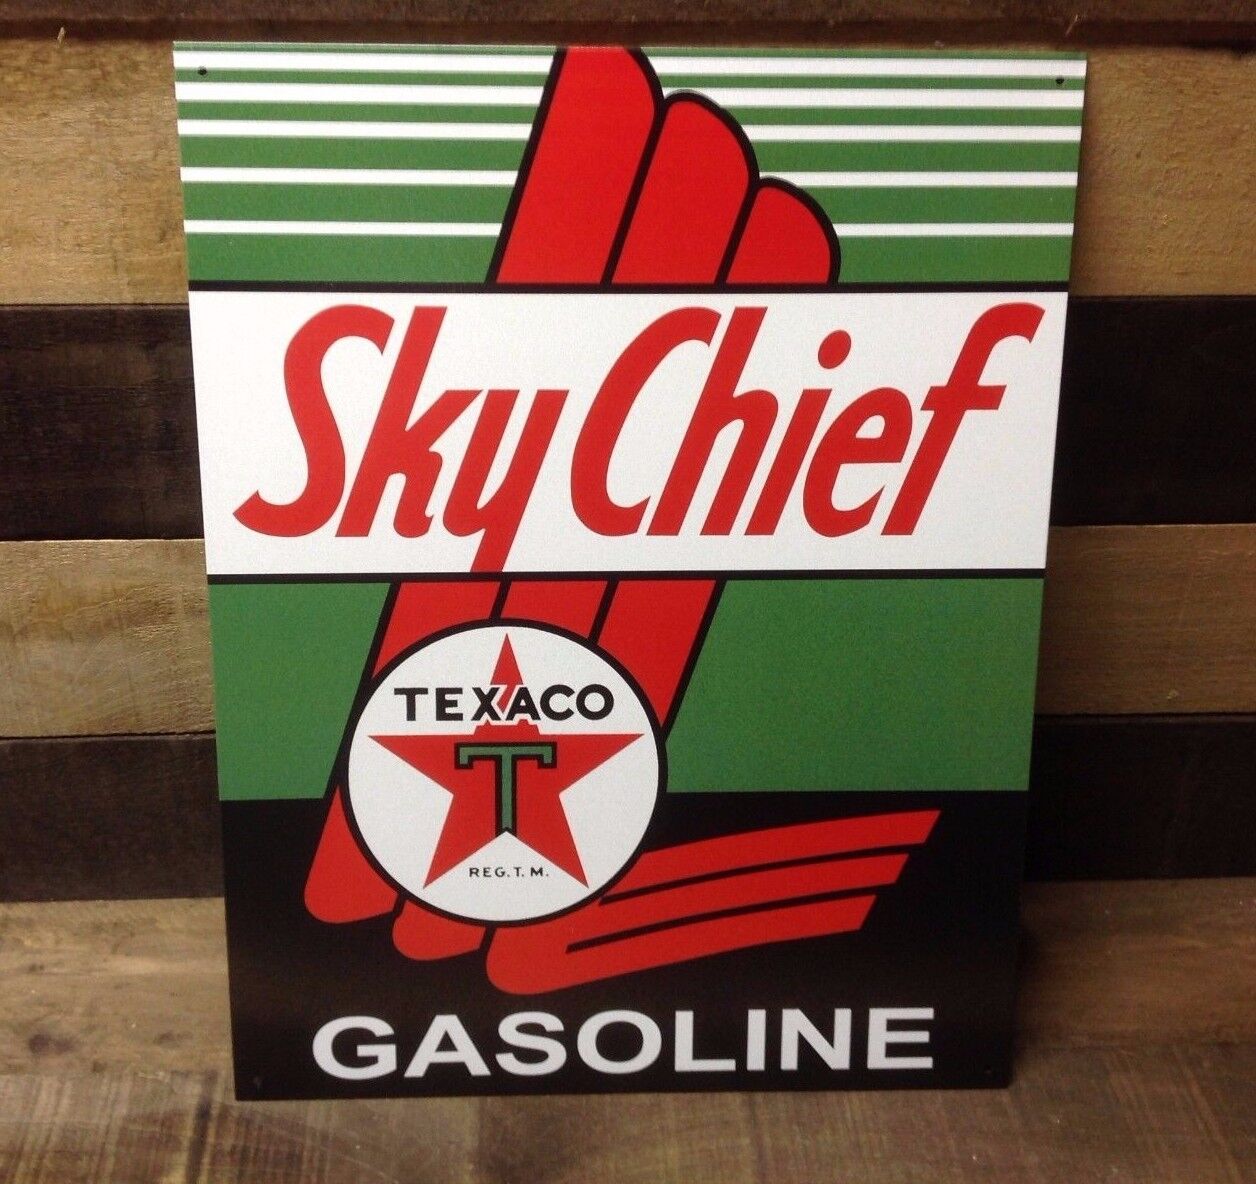 Sky Chief
TEXACO
T
REG. T. M.
GASOLINE